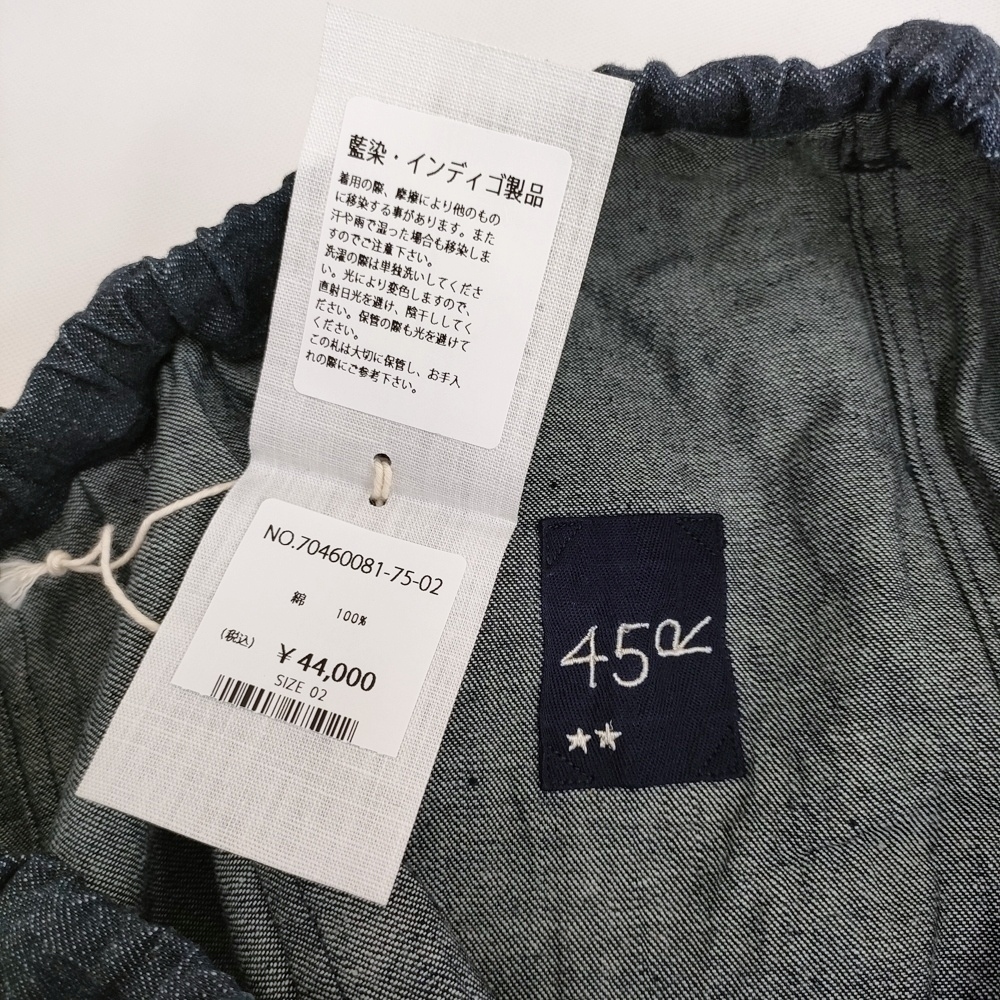 藍染・インディゴ製品
着用の際、摩擦により他のもの
に移染する事があります。また
汗や雨で湿った場合も移染しま
すのでご注意下さい。
洗濯の際は単独洗いしてくださ
い。光により変色しますので、
直射日光を避け、陰干ししてく
ださい。保管の際も光を避けて
ください。
この札は大切に保管し、お手入
れの際にご参考下さい。
NO.70460081-75-02
綿 100%
(税込) ¥44,000
SIZE 02
45R